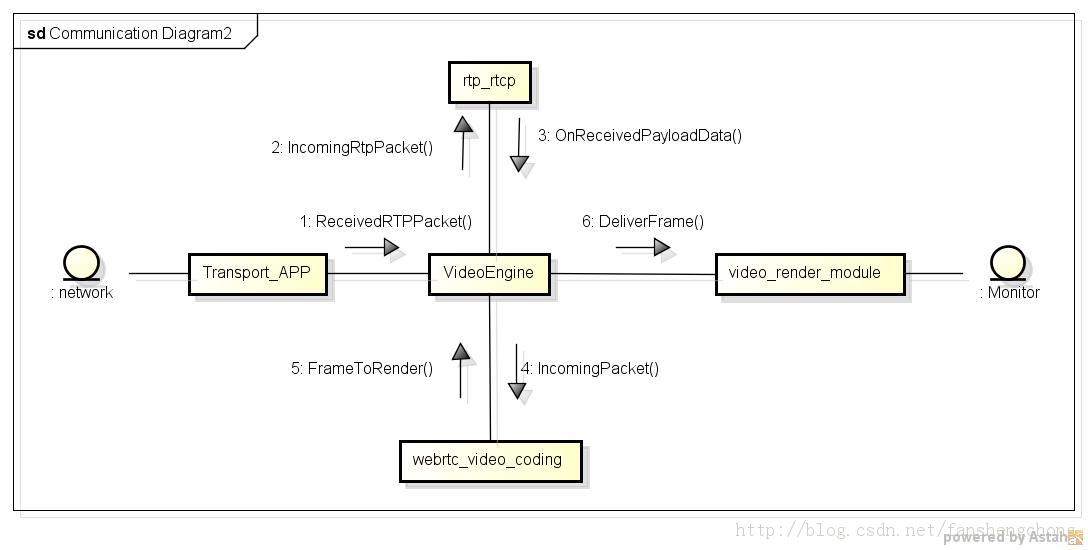 sd Communication Diagram2
rtp_rtcp
2: IncomingRtpPacket()
3: OnReceivedPayloadData()
1: ReceivedRTPPacket()
6: DeliverFrame()
: network
Transport_APP
VideoEngine
video_render_module
: Monitor
5: FrameToRender()
4: IncomingPacket()
webrtc_video_coding
http://blog.csdn.net/fanshengchong
powered by Astah